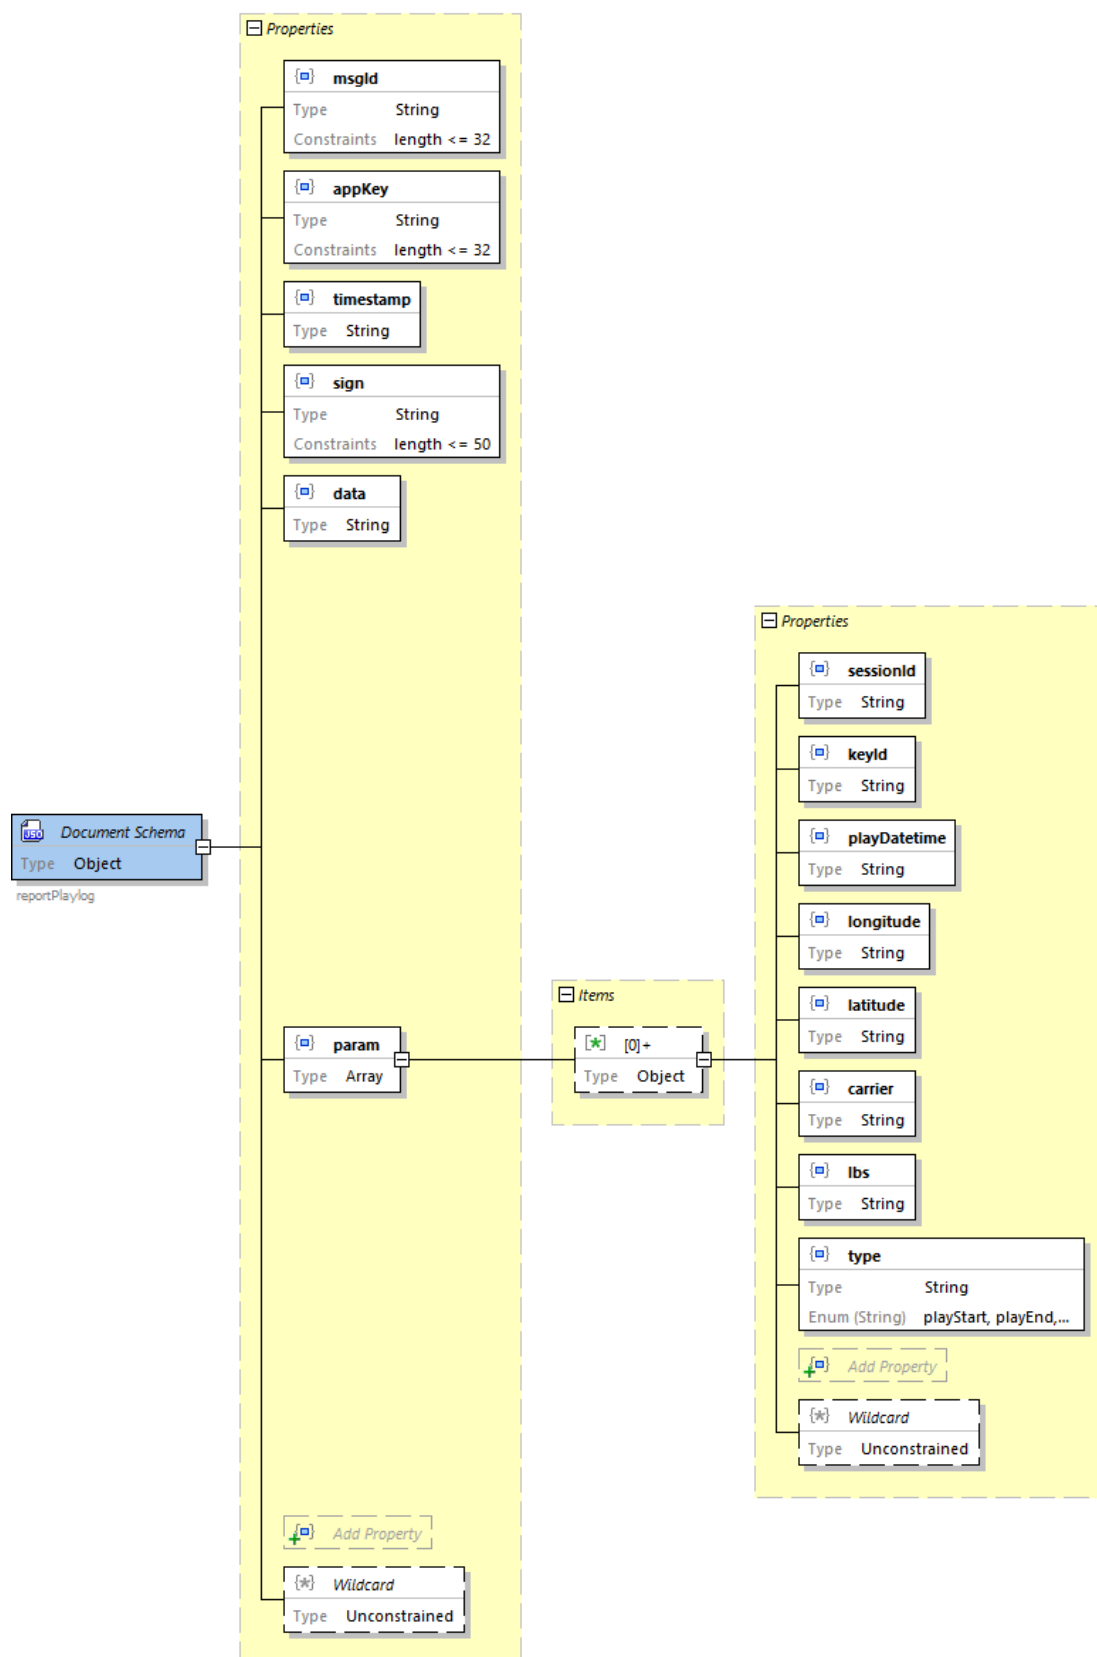 Properties
msgId
Type String
Constraints length <= 32
appKey
Type String
Constraints length <= 32
timestamp
Type String
sign
Type String
Constraints length <= 50
data
Type String
Document Schema
Type Object
reportPlaylog
param
Type Array
Items
[0]+
Type Object
Properties
sessionId
Type String
keyId
Type String
playDatetime
Type String
longitude
Type String
latitude
Type String
carrier
Type String
lbs
Type String
type
Type String
Enum (String) playStart, playEnd,...
Add Property
Wildcard
Type Unconstrained
Add Property
Wildcard
Type Unconstrained